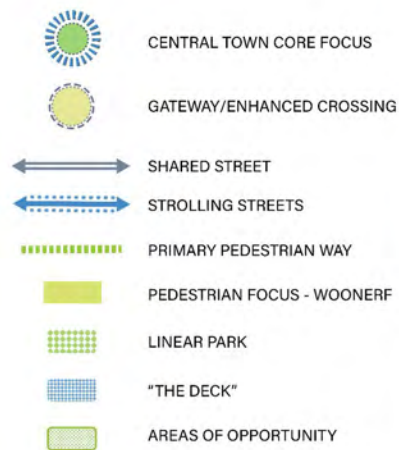 CENTRAL TOWN CORE FOCUS
GATEWAY/ENHANCED CROSSING
SHARED STREET
STROLLING STREETS
PRIMARY PEDESTRIAN WAY
PEDESTRIAN FOCUS - WOONERF
LINEAR PARK
"THE DECK"
AREAS OF OPPORTUNITY